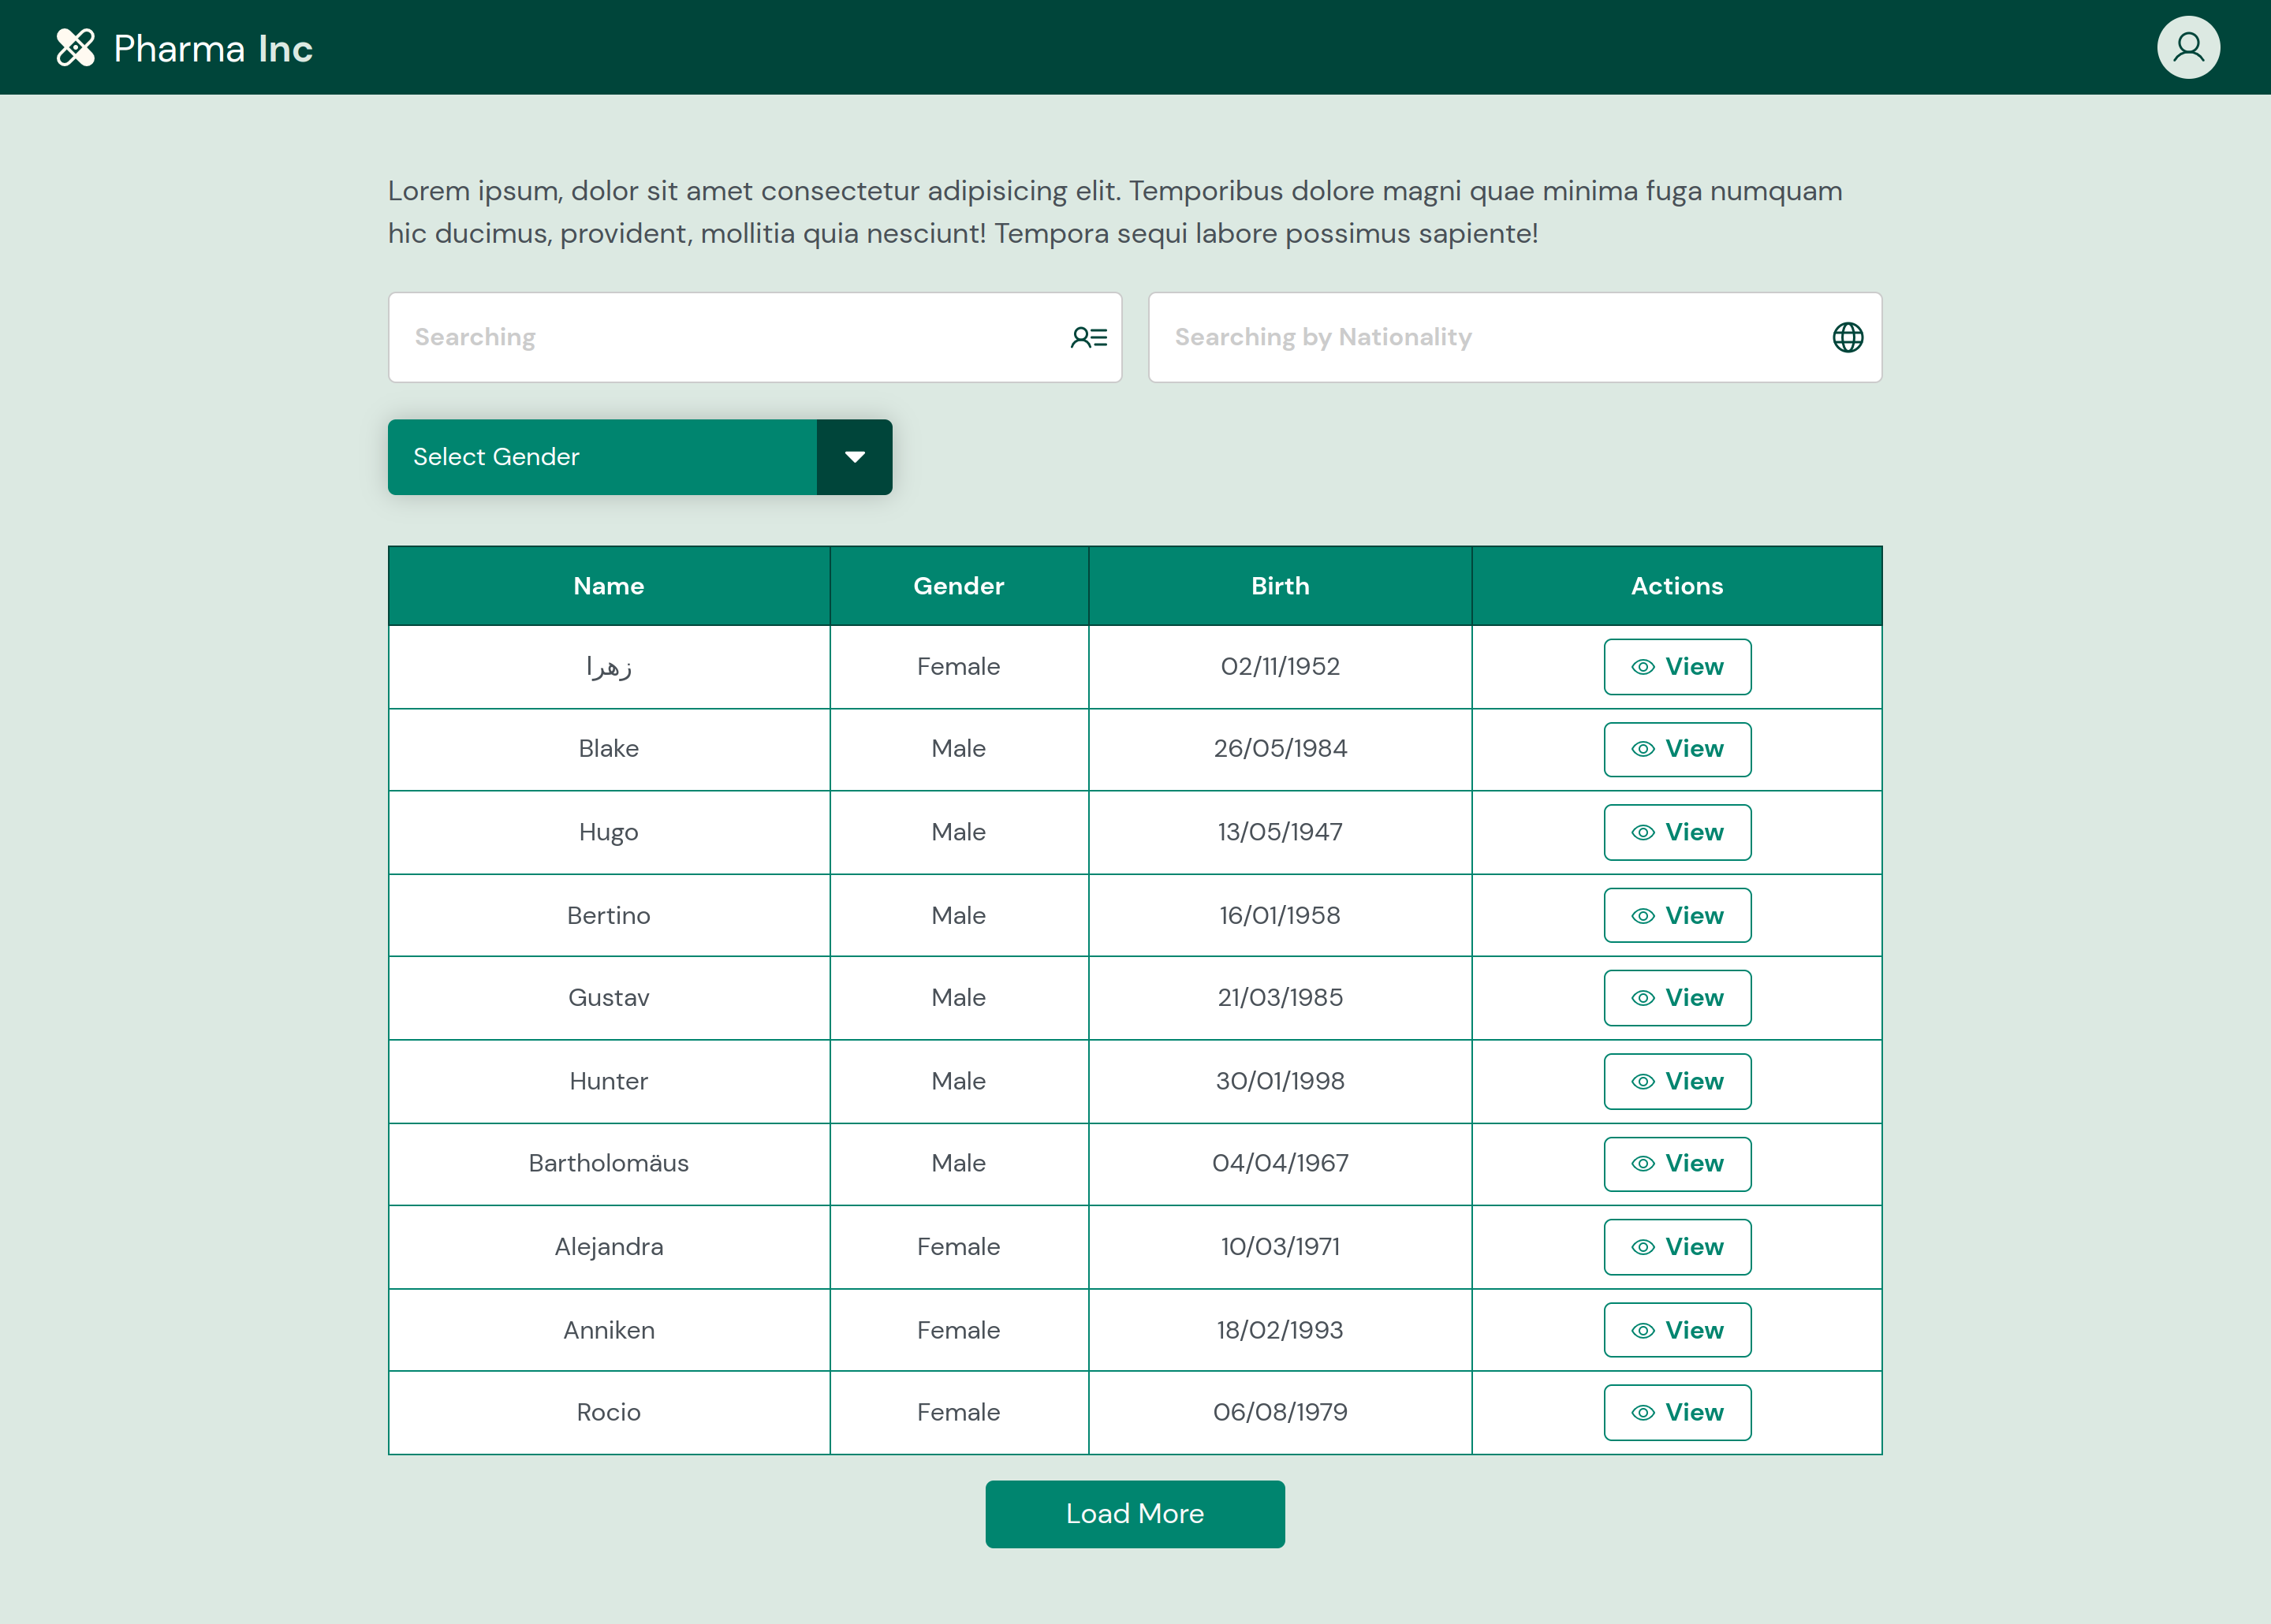 Pharma Inc
Lorem ipsum, dolor sit amet consectetur adipisicing elit. Temporibus dolore magni quae minima fuga numquam
hic ducimus, provident, mollitia quia nesciunt! Tempora sequi labore possimus sapiente!
Searching Searching by Nationality
Select Gender
Name Gender Birth Actions
زهرا Female 02/11/1952 View
Blake Male 26/05/1984 View
Hugo Male 13/05/1947 View
Bertino Male 16/01/1958 View
Gustav Male 21/03/1985 View
Hunter Male 30/01/1998 View
Bartholomäus Male 04/04/1967 View
Alejandra Female 10/03/1971 View
Anniken Female 18/02/1993 View
Rocio Female 06/08/1979 View
Load More